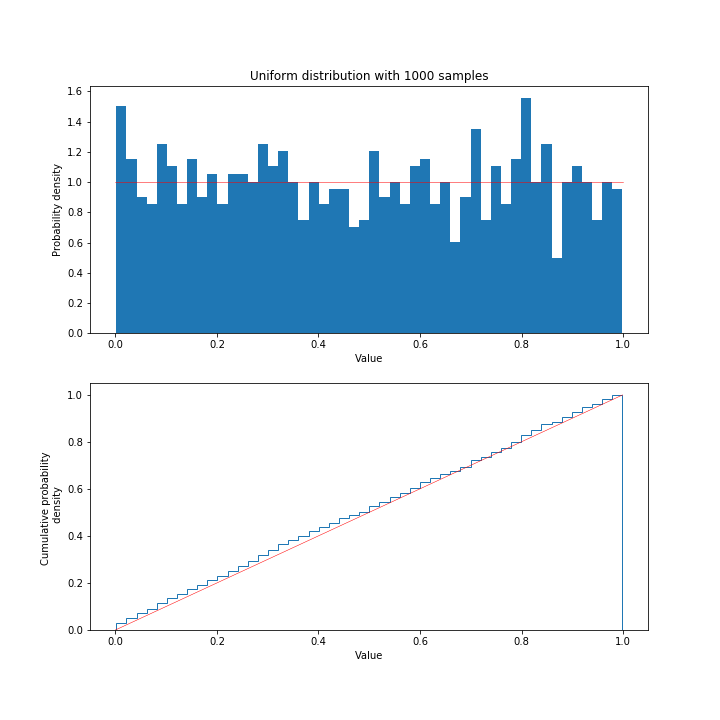 Uniform distribution with 1000 samples
Probability density
1.6
1.4
1.2
1.0
0.8
0.6
0.4
0.2
0.0
0.0 0.2 0.4 0.6 0.8 1.0
Value
Cumulative probability
density
1.0
0.8
0.6
0.4
0.2
0.0
0.0 0.2 0.4 0.6 0.8 1.0
Value